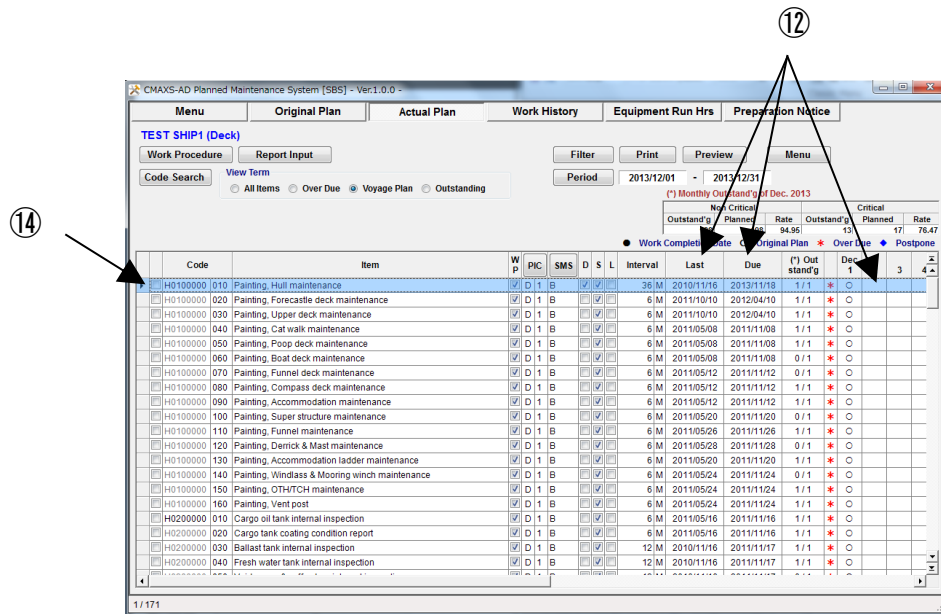 ⑫
⑭
CMAXS-AD Planned Maintenance System [SBS] - Ver.1.0.0 -
Menu Original Plan Actual Plan Work History Equipment Run Hrs Preparation Notice
TEST SHIP1 (Deck)
Work Procedure Report Input Filter Print Preview Menu
Code Search View Term All Items Over Due Voyage Plan Outstanding Period 2013/12/01 - 2013/12/31
(*) Monthly Outstand'g of Dec. 2013
Non Critical Critical
Outstand'g Planned Rate Outstand'g Planned Rate
94.95 13 17 76.47
● Work Completion Date O Original Plan * Over Due ◆ Postpone
Code Item W P PIC SMS D S L Interval Last Due (*) Out stand'g Dec 1 3 4
H0100000 010 Painting, Hull maintenance D 1 B 36 M 2010/11/16 2013/11/18 1 / 1 * O
H0100000 020 Painting, Forecastle deck maintenance D 1 B 6 M 2011/10/10 2012/04/10 1 / 1 * O
H0100000 030 Painting, Upper deck maintenance D 1 B 6 M 2011/10/10 2012/04/10 1 / 1 * O
H0100000 040 Painting, Cat walk maintenance D 1 B 6 M 2011/05/08 2011/11/08 1 / 1 * O
H0100000 050 Painting, Poop deck maintenance D 1 B 6 M 2011/05/08 2011/11/08 1 / 1 * O
H0100000 060 Painting, Boat deck maintenance D 1 B 6 M 2011/05/08 2011/11/08 0 / 1 * O
H0100000 070 Painting, Funnel deck maintenance D 1 B 6 M 2011/05/12 2011/11/12 0 / 1 * O
H0100000 080 Painting, Compass deck maintenance D 1 B 6 M 2011/05/12 2011/11/12 1 / 1 * O
H0100000 090 Painting, Accommodation maintenance D 1 B 6 M 2011/05/12 2011/11/12 1 / 1 * O
H0100000 100 Painting, Super structure maintenance D 1 B 6 M 2011/05/20 2011/11/20 0 / 1 * O
H0100000 110 Painting, Funnel maintenance D 1 B 6 M 2011/05/26 2011/11/26 1 / 1 * O
H0100000 120 Painting, Derrick & Mast maintenance D 1 B 6 M 2011/05/28 2011/11/28 0 / 1 * O
H0100000 130 Painting, Accommodation ladder maintenance D 1 B 6 M 2011/05/20 2011/11/20 1 / 1 * O
H0100000 140 Painting, Windlass & Mooring winch maintenance D 1 B 6 M 2011/05/24 2011/11/24 0 / 1 * O
H0100000 150 Painting, OTH/TCH maintenance D 1 B 6 M 2011/05/24 2011/11/24 1 / 1 * O
H0100000 160 Painting, Vent post D 1 B 6 M 2011/05/24 2011/11/24 1 / 1 * O
H0200000 010 Cargo oil tank internal inspection D 1 B 6 M 2011/05/16 2011/11/16 1 / 1 * O
H0200000 020 Cargo tank coating condition report D 1 B 6 M 2011/05/16 2011/11/16 1 / 1 * O
H0200000 030 Ballast tank internal inspection D 1 B 12 M 2010/11/16 2011/11/17 1 / 1 * O
H0200000 040 Fresh water tank internal inspection D 1 B 12 M 2010/11/16 2011/11/17 1 / 1 * O
1 / 171